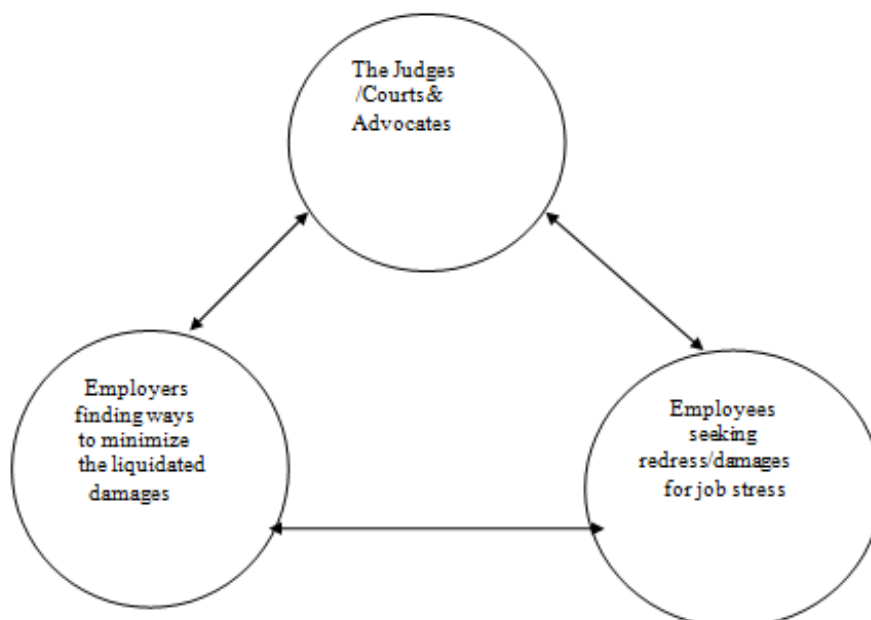 The Judges
/Courts&
Advocates
Employers
finding ways
to minimize
the liquidated
damages
Employees
seeking
redress/damages
for job stress